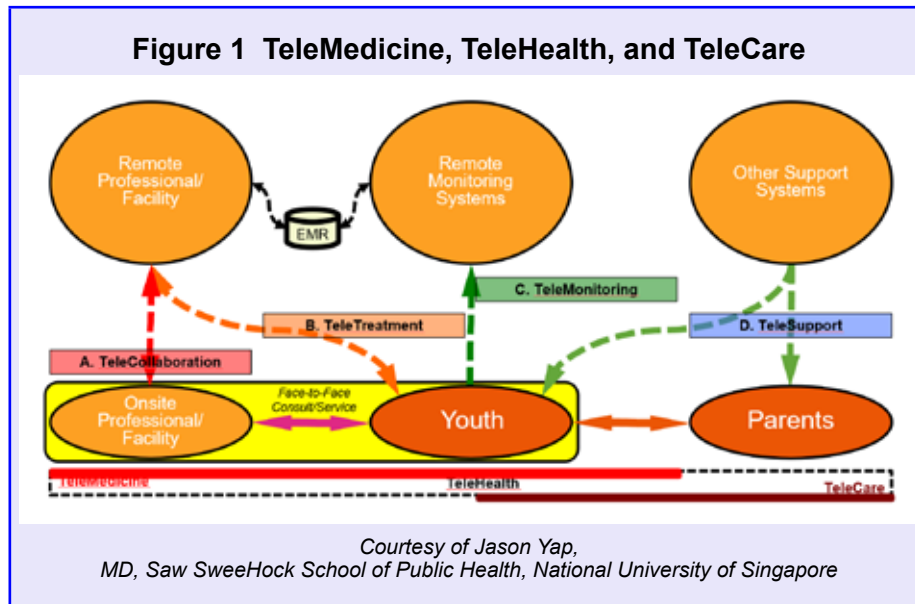 Figure 1  TeleMedicine, TeleHealth, and TeleCare
Remote
Professional/
Facility
Remote
Monitoring
Systems
Other Support
Systems
EMR
C. TeleMonitoring
B. TeleTreatment
D. TeleSupport
A. TeleCollaboration
Face-to-Face
Consult/Service
Onsite
Professional/
Facility
Youth
Parents
TeleMedicine
TeleHealth
TeleCare
Courtesy of Jason Yap,
MD, Saw SweeHock School of Public Health, National University of Singapore